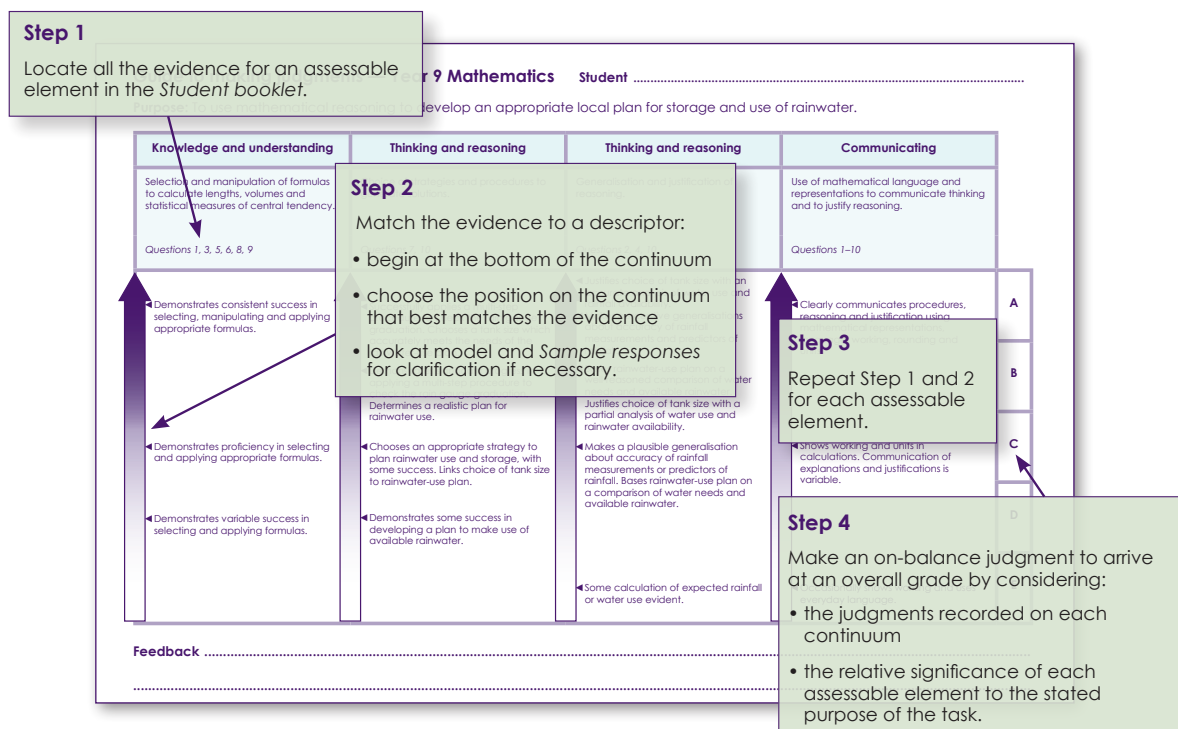 Step 1
Locate all the evidence for an assessable
element in the Student booklet.
r 9 Mathematics Student
Purpose: To use mathematical reasoning to develop an appropriate local plan for storage and use of rainwater.
Knowledge and understanding
Selection and manipulation of formulas
to calculate lengths, volumes and
statistical measures of central tendency.
Questions 1, 3, 5, 6, 8, 9
Demonstrates consistent success in
selecting, manipulating and applying
appropriate formulas.
Demonstrates proficiency in selecting
and applying appropriate formulas.
Demonstrates variable success in
selecting and applying formulas.
Thinking and reasoning
Step 2
Match the evidence to a descriptor:
• begin at the bottom of the continuum
• choose the position on the continuum
that best matches the evidence
• look at model and Sample responses
for clarification if necessary.
Determines a realistic plan for
rainwater use.
Chooses an appropriate strategy to
plan rainwater use and storage, with
some success. Links choice of tank size
to rainwater-use plan.
Demonstrates some success in
developing a plan to make use of
available rainwater.
Thinking and reasoning
Justifies choice of tank size with a
partial analysis of water use and
rainwater availability.
Makes a plausible generalisation
about accuracy of rainfall
measurements or predictors of
rainfall. Bases rainwater-use plan on
a comparison of water needs and
available rainwater.
Some calculation of expected rainfall
or water use evident.
Communicating
Use of mathematical language and
representations to communicate thinking
and to justify reasoning.
Questions 1–10
Clearly communicates procedures,
reasoning and justification using
Step 3
Repeat Step 1 and 2
for each assessable
element.
Shows working and units in
calculations. Communication of
explanations and justifications is
variable.
A
B
C
D
Step 4
Make an on-balance judgment to arrive
at an overall grade by considering:
• the judgments recorded on each
continuum
• the relative significance of each
assessable element to the stated
purpose of the task.
Feedback